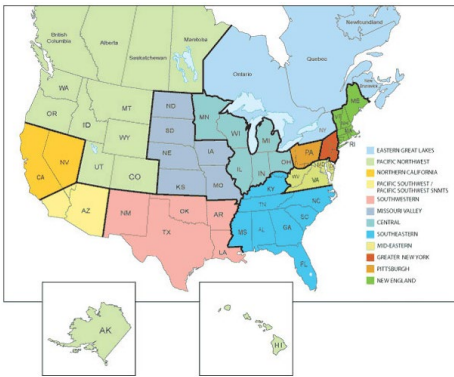 Newfoundland
British
Columbia
Alberta
Saskatchewan
Manitoba
Ontario
Quebec
New
Brunswick
WA
OR
ID
MT
WY
UT
CO
CA
NV
AZ
NM
TX
OK
AR
LA
ND
SD
NE
IA
KS
MO
MN
WI
MI
IL
IN
OH
KY
TN
NC
SC
MS
AL
GA
FL
WV
VA
PA
NY
ME
RI
EASTERN GREAT LAKES
PACIFIC NORTHWEST
NORTHERN CALIFORNIA
PACIFIC SOUTHWEST /
PACIFIC SOUTHWEST SNMTS
SOUTHWESTERN
MISSOURI VALLEY
CENTRAL
SOUTHEASTERN
MID-EASTERN
GREATER NEW YORK
PITTSBURGH
NEW ENGLAND
AK
HI